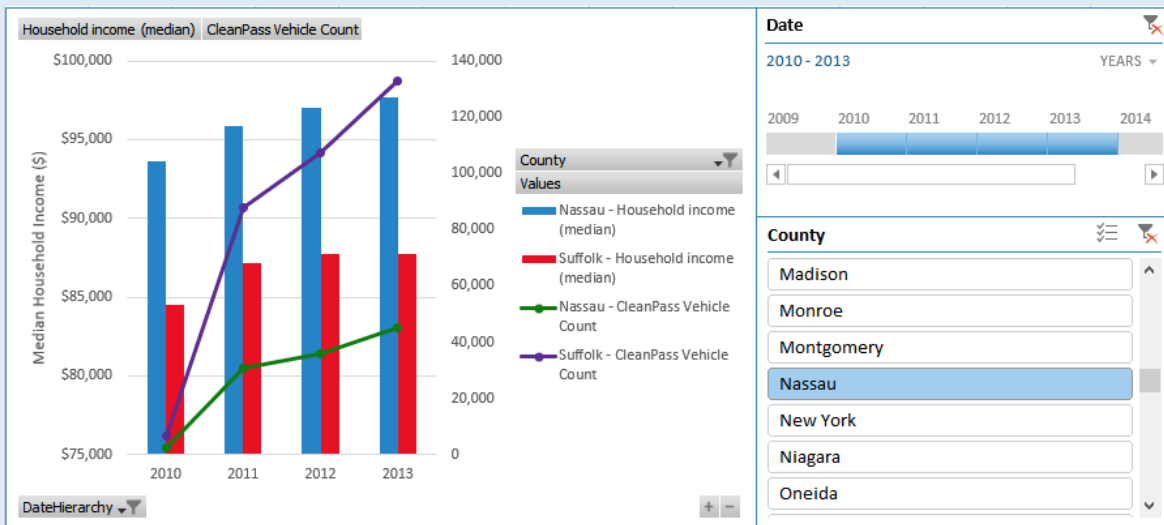 Household income (median) CleanPass Vehicle Count
$100,000
$95,000
$90,000
$85,000
$80,000
$75,000
Median Household Income ($)
140,000
120,000
100,000
80,000
60,000
40,000
20,000
0
2010 2011 2012 2013
County
Values
Nassau - Household income
(median)
Suffolk - Household income
(median)
Nassau - CleanPass Vehicle
Count
Suffolk - CleanPass Vehicle
Count
DateHierarchy
+ −
Date
2010 - 2013 YEARS
2009 2010 2011 2012 2013 2014
County
Madison
Monroe
Montgomery
Nassau
New York
Niagara
Oneida